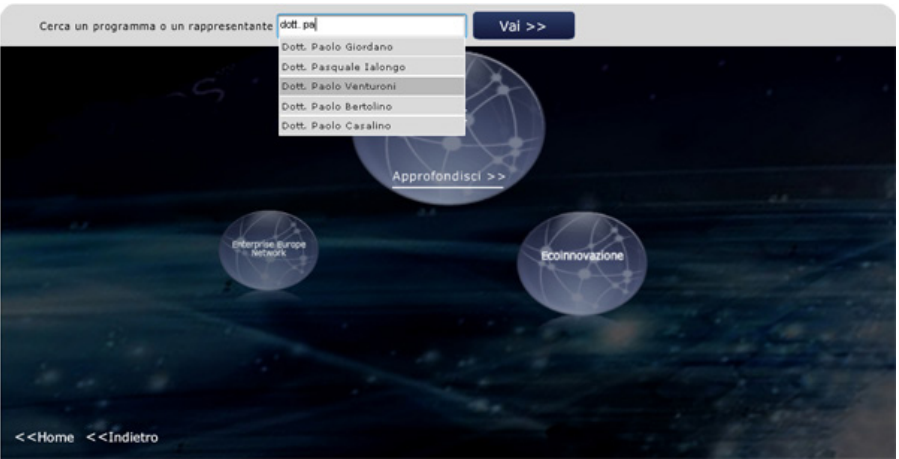 Cerca un programma o un rappresentante dott. pa Vai >>
Dott. Paolo Giordano
Dott. Pasquale Ialongo
Dott. Paolo Venturoni
Dott. Paolo Bertolino
Dott. Paolo Casalino
Approfondisci >>
Enterprise Europe
Network
Ecoinnovazione
<<Home <<Indietro